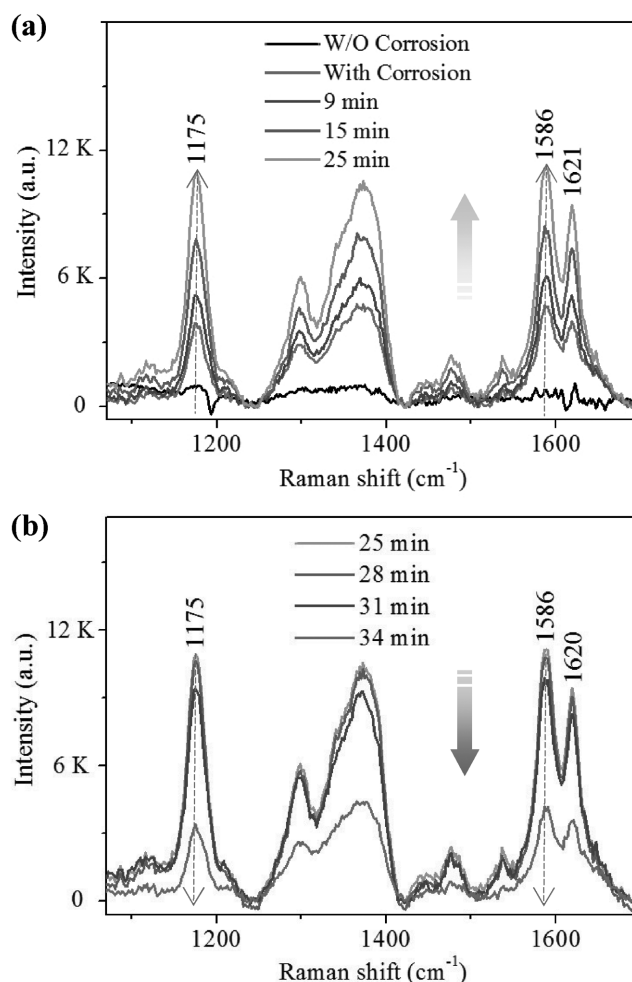 (a)
W/O Corrosion
With Corrosion
9 min
15 min
25 min
1175
1586
1621
12 K
6 K
0
Intensity (a.u.)
1200
1400
1600
Raman shift (cm⁻¹)
(b)
25 min
28 min
31 min
34 min
1175
1586
1620
12 K
6 K
0
Intensity (a.u.)
1200
1400
1600
Raman shift (cm⁻¹)